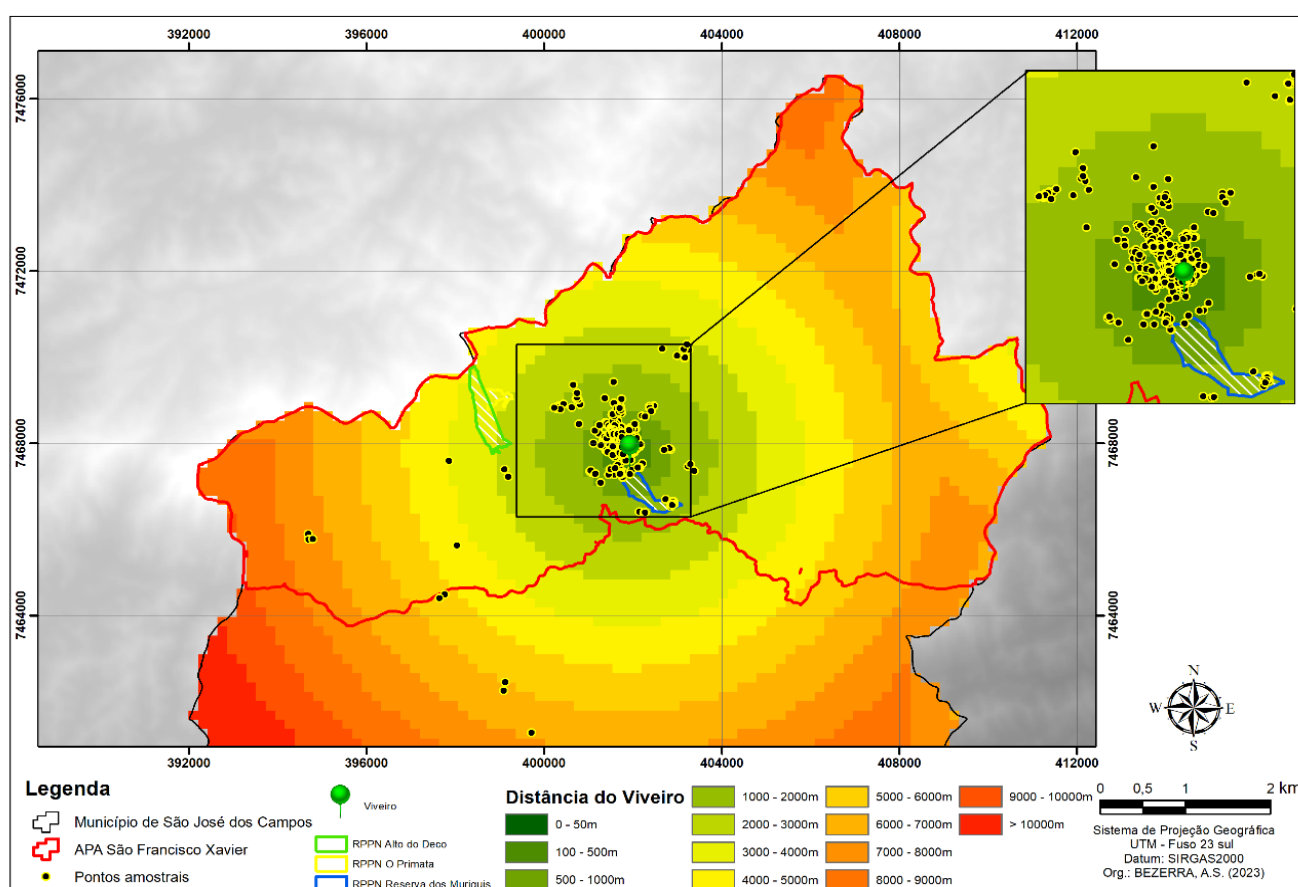 392000 396000 400000 404000 408000 412000
7476000
7472000
7468000 7468000
7464000 7464000
392000 396000 400000 404000 408000 412000
N
W E
S
Legenda
Município de São José dos Campos
APA São Francisco Xavier
Pontos amostrais
Viveiro
RPPN Alto do Deco
RPPN O Primata
RPPN Reserva dos Muriquis
Distância do Viveiro
0 - 50m
100 - 500m
500 - 1000m
1000 - 2000m
2000 - 3000m
3000 - 4000m
4000 - 5000m
5000 - 6000m
6000 - 7000m
7000 - 8000m
8000 - 9000m
9000 - 10000m
> 10000m
0 0,5 1 2 km
Sistema de Projeção Geográfica
UTM - Fuso 23 sul
Datum: SIRGAS2000
Org.: BEZERRA, A.S. (2023)